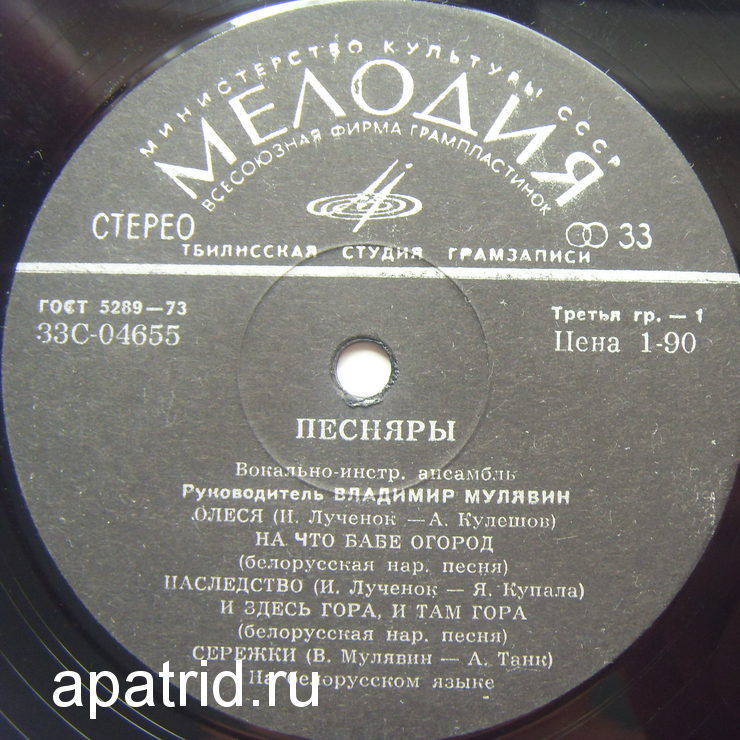 МИНИСТЕРСТВО КУЛЬТУРЫ СССР
МЕЛОДИЯ
ВСЕСОЮЗНАЯ ФИРМА ГРАМПЛАСТИНОК
СТЕРЕО
33
ТБИЛИССКАЯ СТУДИЯ ГРАМЗАПИСИ
ГОСТ 5289—73
33С-04655
Третья гр. — 1
Цена 1-90
ПЕСНЯРЫ
Вокально-инстр. ансамбль
Руководитель ВЛАДИМИР МУЛЯВИН
ОЛЕСЯ (И. Лученок — А. Кулешов)
НА ЧТО БАБЕ ОГОРОД
(белорусская нар. песня)
НАСЛЕДСТВО (И. Лученок — Я. Купала)
И ЗДЕСЬ ГОРА, И ТАМ ГОРА
(белорусская нар. песня)
СЕРЕЖКИ (В. Мулявин — А. Танк)
На белорусском языке
apatrid.ru